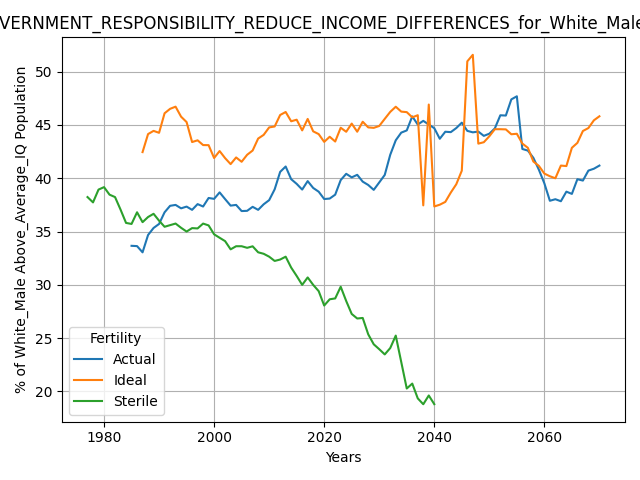 VERNMENT_RESPONSIBILITY_REDUCE_INCOME_DIFFERENCES_for_White_Male
% of White_Male Above_Average_IQ Population
50
45
40
35
30
25
20
Fertility
Actual
Ideal
Sterile
1980
2000
2020
2040
2060
Years